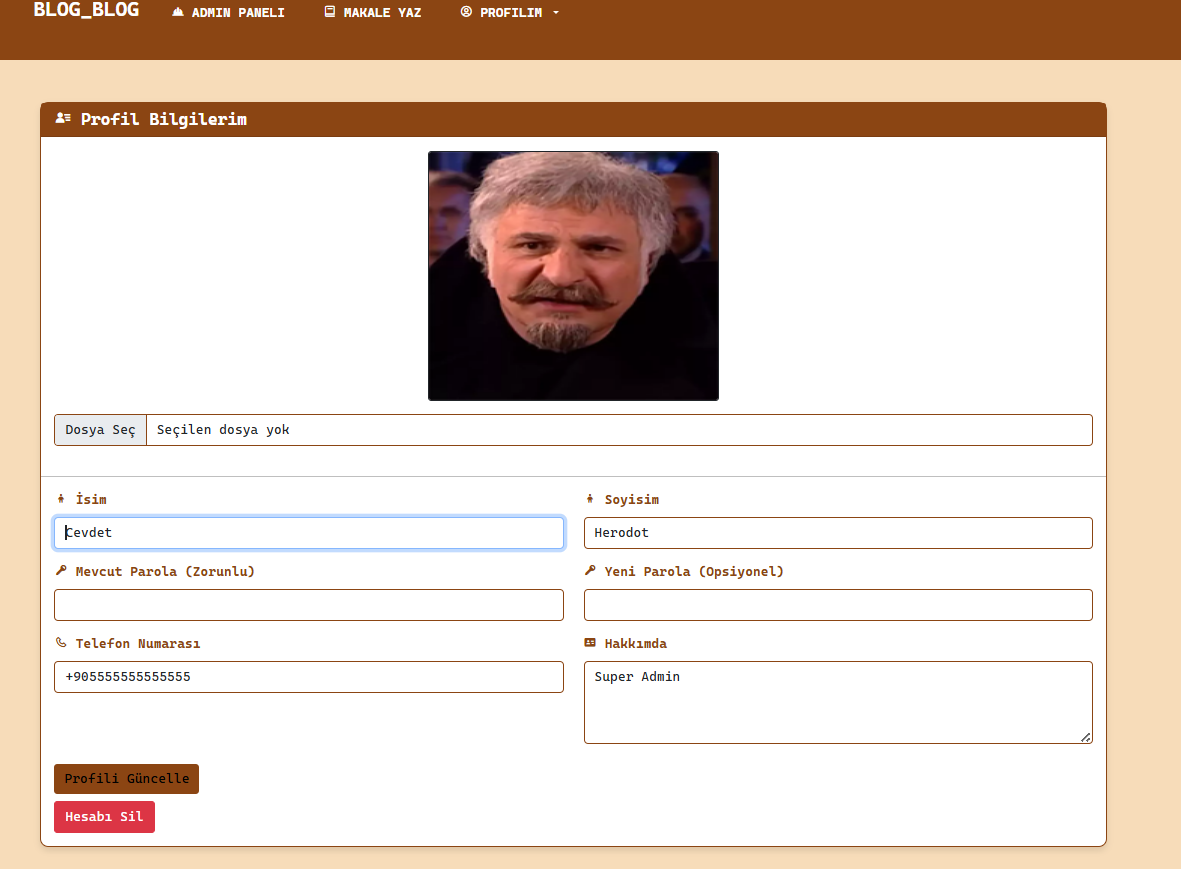 BLOG_BLOG ADMIN PANELI MAKALE YAZ PROFILIM
Profil Bilgilerim
Dosya Seç Seçilen dosya yok
İsim Soyisim
Cevdet Herodot
Mevcut Parola (Zorunlu) Yeni Parola (Opsiyonel)
Telefon Numarası Hakkımda
+905555555555555 Super Admin
Profili Güncelle
Hesabı Sil